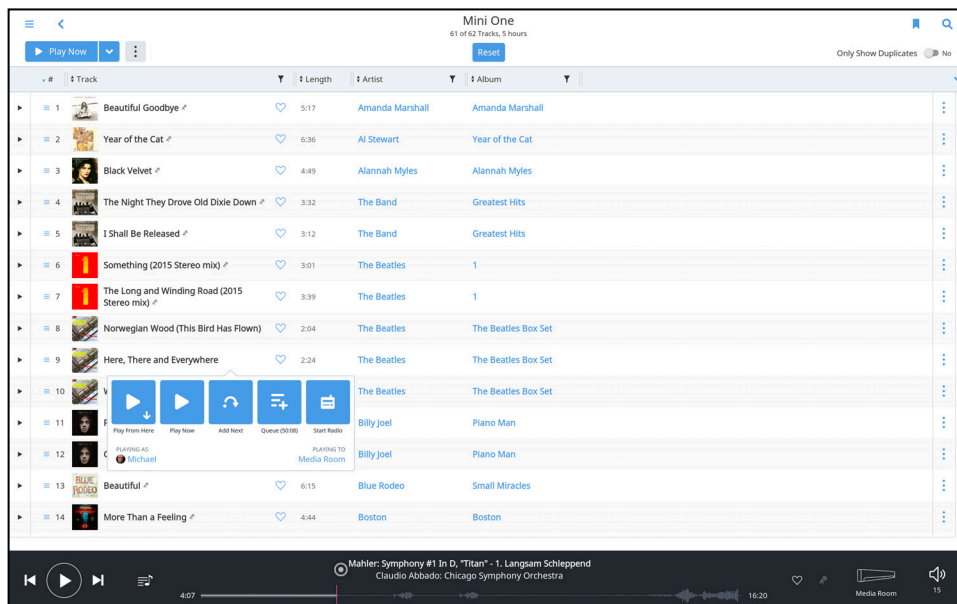 Mini One
61 of 62 Tracks, 5 hours
Play Now
Reset
Only Show Duplicates No
# Track Length Artist Album
1 Beautiful Goodbye 5:17 Amanda Marshall Amanda Marshall
2 Year of the Cat 6:36 Al Stewart Year of the Cat
3 Black Velvet 4:49 Alannah Myles Alannah Myles
4 The Night They Drove Old Dixie Down 3:32 The Band Greatest Hits
5 I Shall Be Released 3:12 The Band Greatest Hits
6 Something (2015 Stereo mix) 3:01 The Beatles 1
7 The Long and Winding Road (2015
Stereo mix) 3:39 The Beatles 1
8 Norwegian Wood (This Bird Has Flown) 2:04 The Beatles The Beatles Box Set
9 Here, There and Everywhere 2:24 The Beatles The Beatles Box Set
10 The Beatles The Beatles Box Set
Play From Here Play Now Add Next Queue (50:08) Start Radio
11 Billy Joel Piano Man
PLAYING AS PLAYING TO
Michael Media Room
12 Billy Joel Piano Man
BLUE
RODEO
13 Beautiful 6:15 Blue Rodeo Small Miracles
14 More Than a Feeling 4:44 Boston Boston
Mahler: Symphony #1 In D, "Titan" - 1. Langsam Schleppend
Claudio Abbado: Chicago Symphony Orchestra
4:07 16:20
Media Room
15